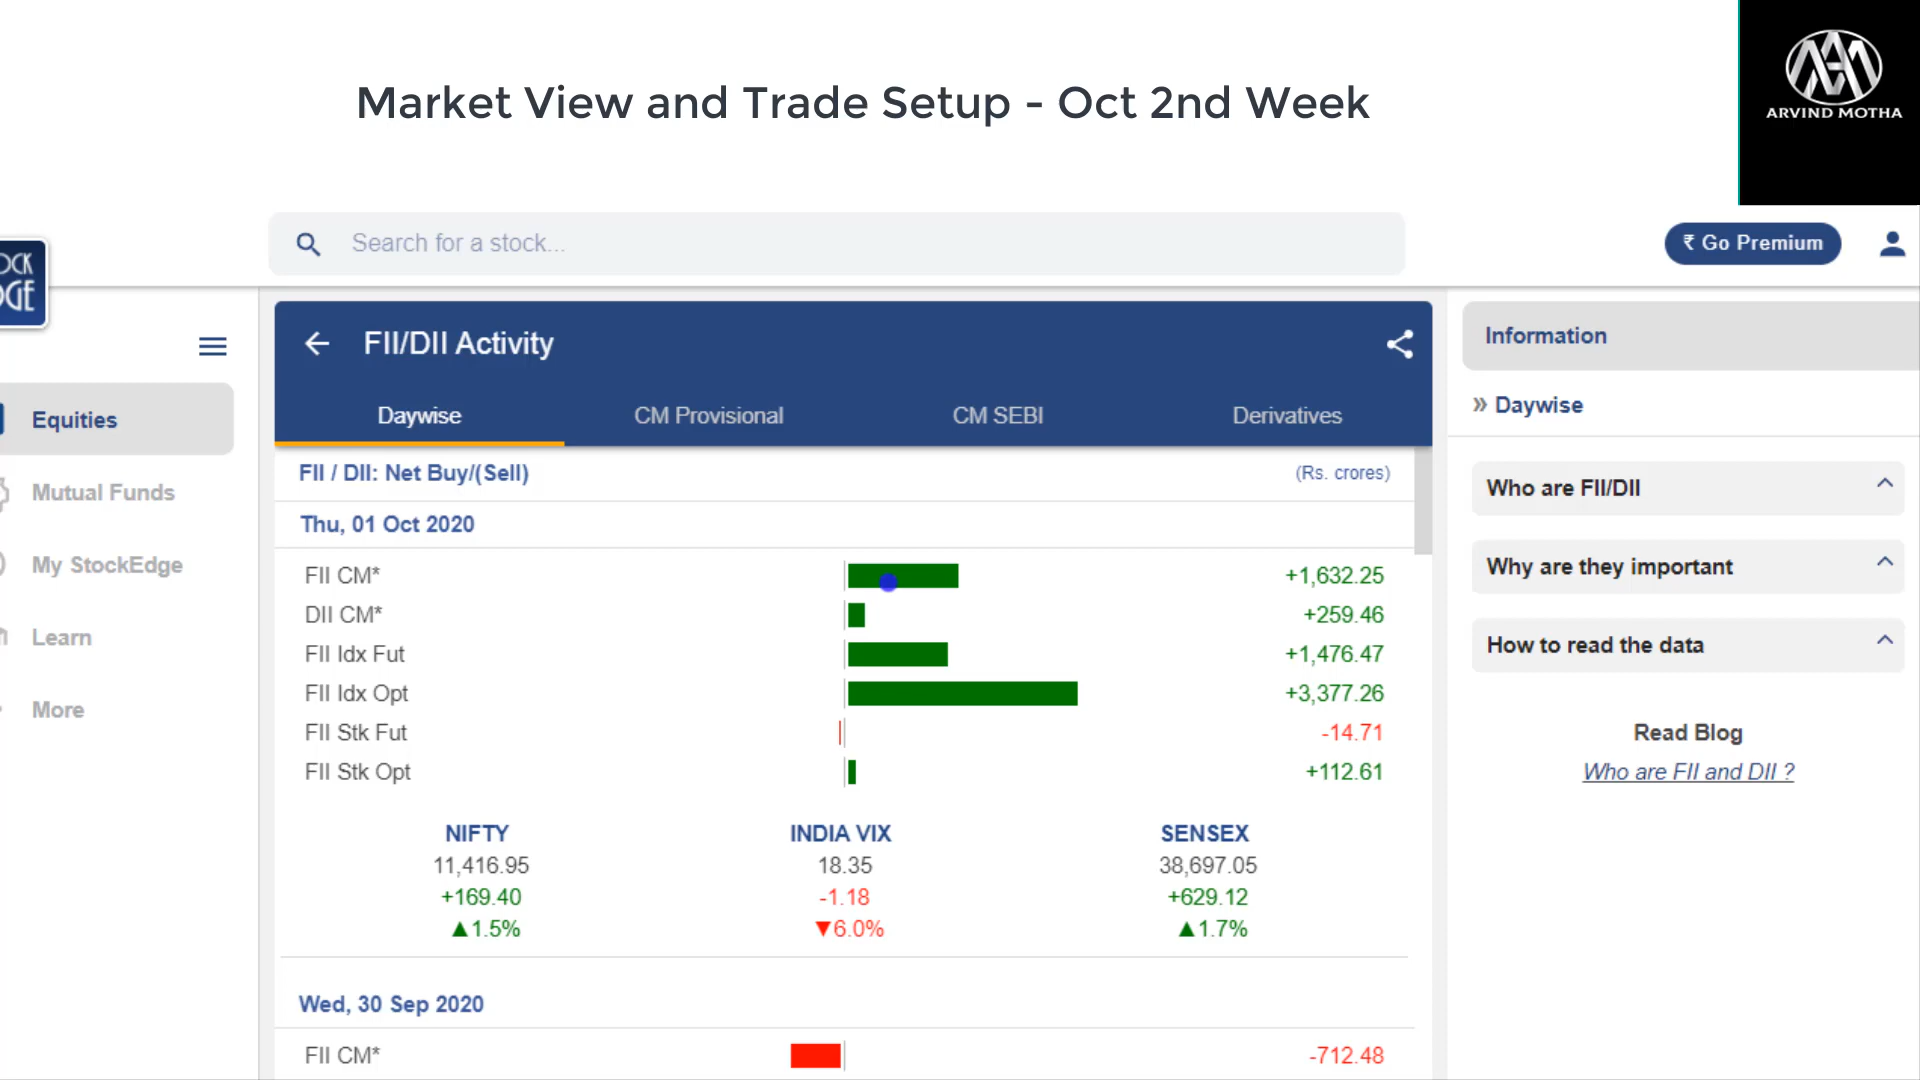 Market View and Trade Setup - Oct 2nd Week
ARVIND MOTHA
OCK
DGE
Search for a stock...
₹ Go Premium
Equities
Mutual Funds
My StockEdge
Learn
More
FII/DII Activity
Daywise CM Provisional CM SEBI Derivatives
FII / DII: Net Buy/(Sell) (Rs. crores)
Thu, 01 Oct 2020
FII CM* +1,632.25
DII CM* +259.46
FII Idx Fut +1,476.47
FII Idx Opt +3,377.26
FII Stk Fut -14.71
FII Stk Opt +112.61
NIFTY INDIA VIX SENSEX
11,416.95 18.35 38,697.05
+169.40 -1.18 +629.12
▲1.5% ▼6.0% ▲1.7%
Wed, 30 Sep 2020
FII CM* -712.48
Information
» Daywise
Who are FII/DII
Why are they important
How to read the data
Read Blog
Who are FII and DII ?